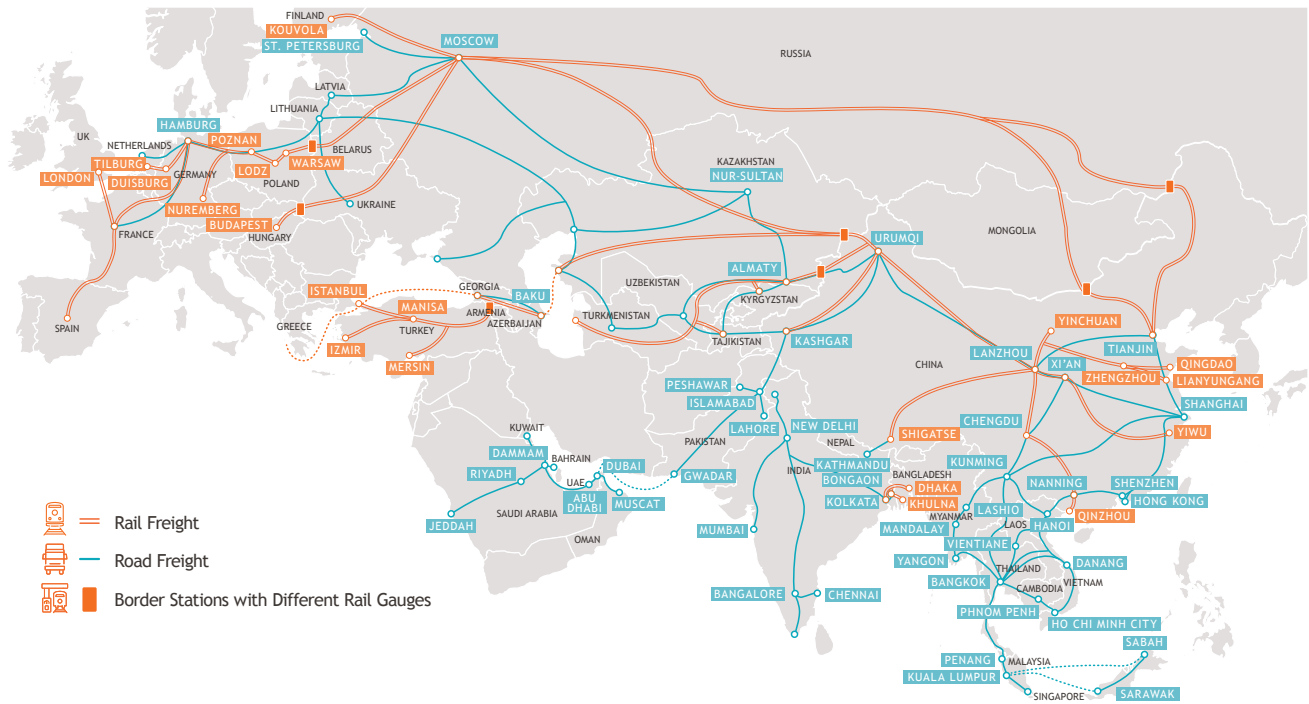 FINLAND
KOUVOLA
ST. PETERSBURG
MOSCOW
RUSSIA
LATVIA
LITHUANIA
UK
NETHERLANDS
HAMBURG
POZNAN
BELARUS
TILBURG
LONDON
DUISBURG
GERMANY
LODZ
WARSAW
POLAND
KAZAKHSTAN
NUR-SULTAN
NUREMBERG
BUDAPEST
UKRAINE
FRANCE
HUNGARY
MONGOLIA
URUMQI
ALMATY
UZBEKISTAN
KYRGYZSTAN
ISTANBUL
GEORGIA
BAKU
MANISA
ARMENIA
AZERBAIJAN
TURKMENISTAN
SPAIN
GREECE
TURKEY
IZMIR
MERSIN
TAJIKISTAN
KASHGAR
YINCHUAN
LANZHOU
XI'AN
TIANJIN
CHINA
QINGDAO
ZHENGZHOU
LIANYUNGANG
PESHAWAR
ISLAMABAD
LAHORE
SHANGHAI
KUWAIT
NEW DELHI
CHENGDU
SHIGATSE
YIWU
PAKISTAN
NEPAL
DAMMAM
BAHRAIN
DUBAI
RIYADH
GWADAR
INDIA
KATHMANDU
KUNMING
BANGLADESH
UAE
ABU
DHABI
MUSCAT
BONGAON
DHAKA
NANNING
SHENZHEN
KOLKATA
KHULNA
HONG KONG
JEDDAH
SAUDI ARABIA
MYANMAR
LASHIO
QINZHOU
LAOS
HANOI
MUMBAI
MANDALAY
OMAN
VIENTIANE
YANGON
THAILAND
DANANG
BANGKOK
VIETNAM
CAMBODIA
BANGALORE
CHENNAI
PHNOM PENH
HO CHI MINH CITY
SABAH
PENANG
MALAYSIA
KUALA LUMPUR
SINGAPORE
SARAWAK
Rail Freight
Road Freight
Border Stations with Different Rail Gauges